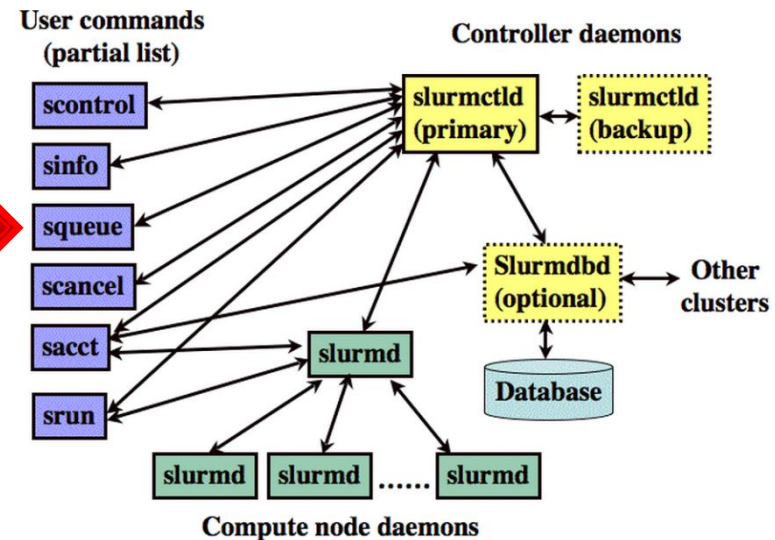 User commands
(partial list)
Controller daemons
scontrol
slurmctld
(primary)
slurmctld
(backup)
sinfo
squeue
scancel
Slurmdbd
(optional)
Other
clusters
sacct
slurmd
Database
srun
slurmd
slurmd
......
slurmd
Compute node daemons